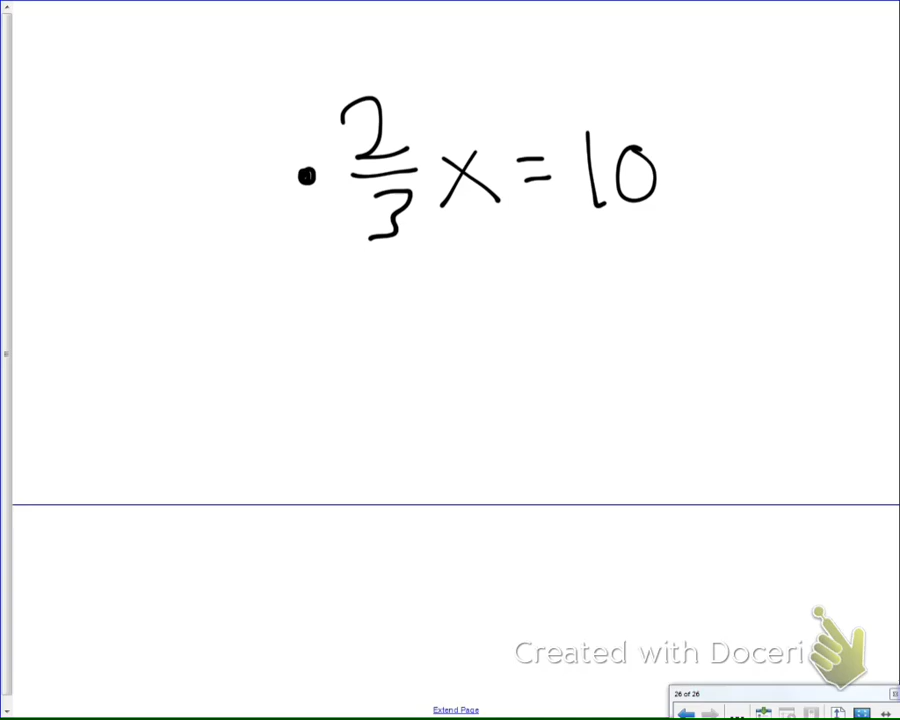 · 2/3 x = 10
Created with Doceri
26 of 26
Extend Page